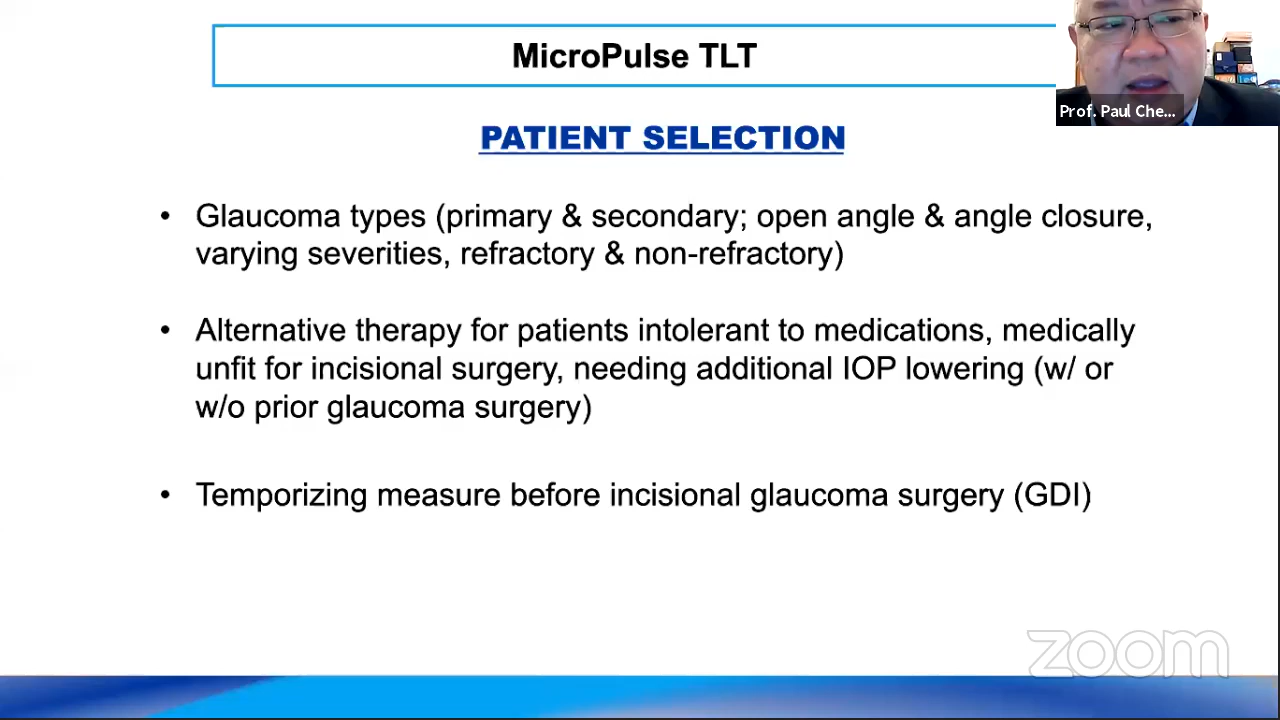 MicroPulse TLT
Prof. Paul Che...
PATIENT SELECTION
• Glaucoma types (primary & secondary; open angle & angle closure,
varying severities, refractory & non-refractory)
• Alternative therapy for patients intolerant to medications, medically
unfit for incisional surgery, needing additional IOP lowering (w/ or
w/o prior glaucoma surgery)
• Temporizing measure before incisional glaucoma surgery (GDI)
zoom